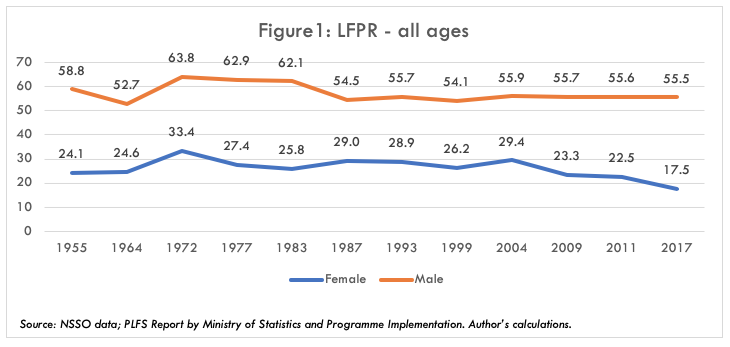 Figure1: LFPR - all ages
70
60
50
40
30
20
10
0
58.8 52.7 63.8 62.9 62.1 54.5 55.7 54.1 55.9 55.7 55.6 55.5
24.1 24.6 33.4 27.4 25.8 29.0 28.9 26.2 29.4 23.3 22.5 17.5
1955 1964 1972 1977 1983 1987 1993 1999 2004 2009 2011 2017
Female Male
Source: NSSO data; PLFS Report by Ministry of Statistics and Programme Implementation. Author's calculations.